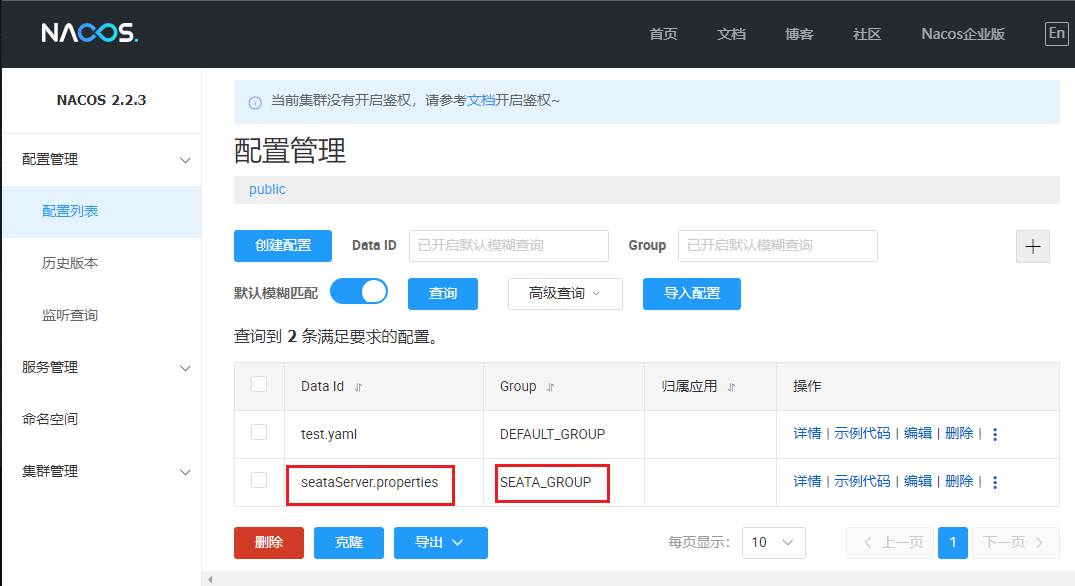 NACOS. 首页 文档 博客 社区 Nacos企业版 En
NACOS 2.2.3
配置管理
配置列表
历史版本
监听查询
服务管理
命名空间
集群管理
当前集群没有开启鉴权，请参考文档开启鉴权~
配置管理
public
创建配置 Data ID 已开启默认模糊查询 Group 已开启默认模糊查询
默认模糊匹配 查询 高级查询 导入配置
查询到 2 条满足要求的配置。
Data Id Group 归属应用 操作
test.yaml DEFAULT_GROUP 详情 | 示例代码 | 编辑 | 删除 |
seataServer.properties SEATA_GROUP 详情 | 示例代码 | 编辑 | 删除 |
删除 克隆 导出 每页显示： 10 上一页 1 下一页